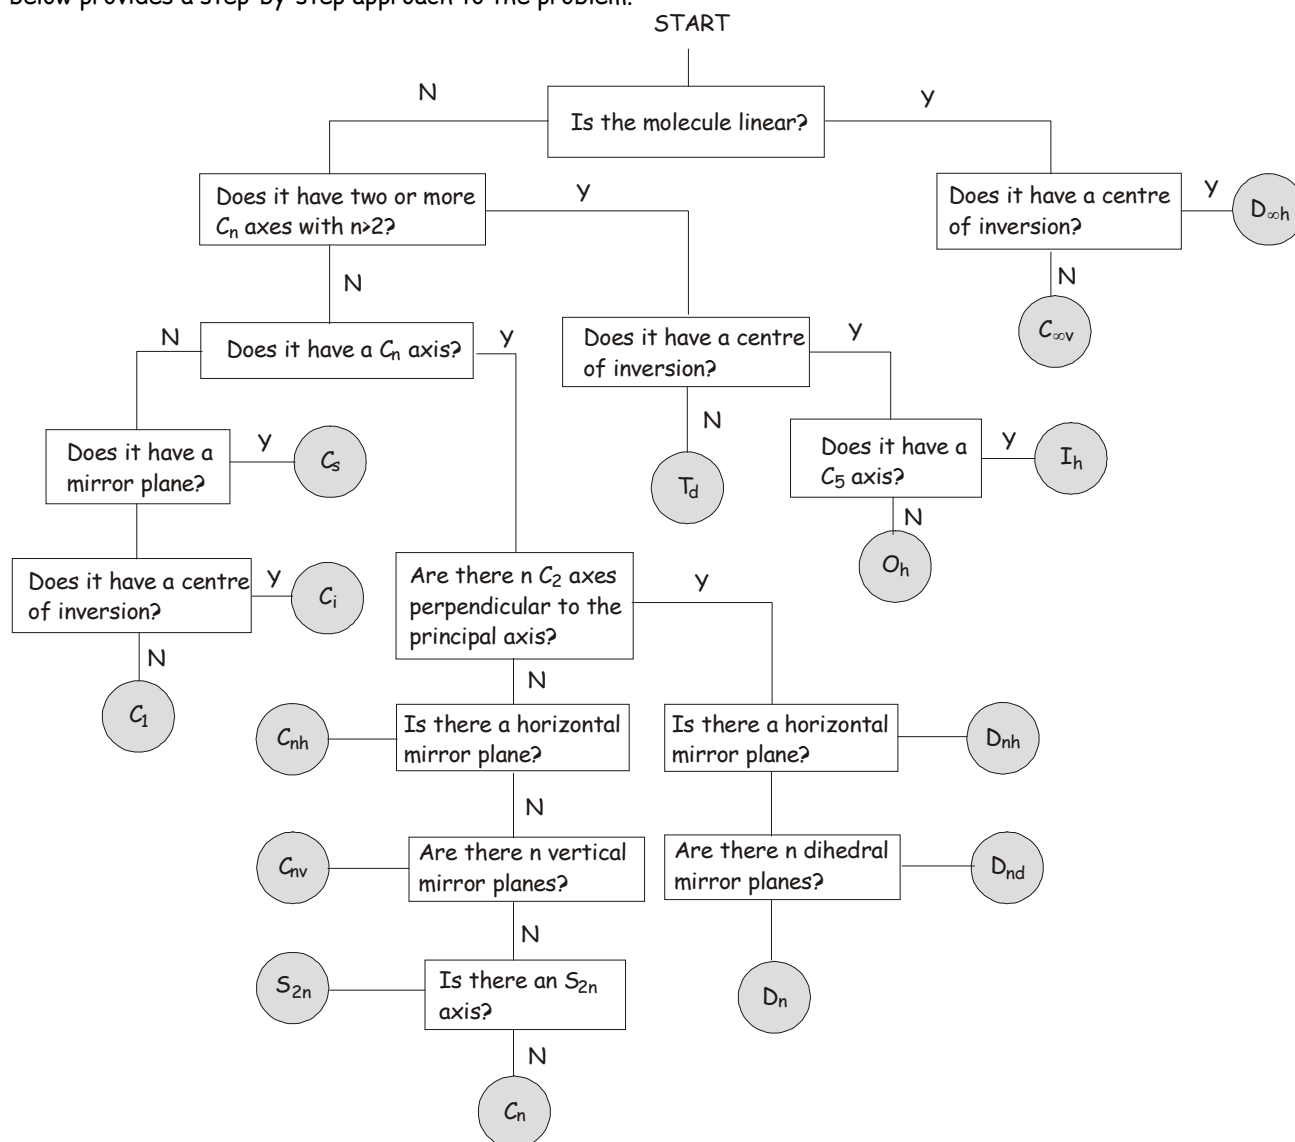 below provides a step-by-step approach to the problem.
START
N
Y
Is the molecule linear?
Does it have two or more
Cn axes with n>2?
Y
Does it have a centre
of inversion?
Y
D∞h
N
N
C∞v
N
Does it have a Cn axis?
Y
Does it have a centre
of inversion?
Y
N
Does it have a
mirror plane?
Y
Cs
Td
Does it have a
C5 axis?
Y
Ih
N
Oh
Does it have a centre
of inversion?
Y
Ci
Are there n C2 axes
perpendicular to the
principal axis?
Y
N
C1
N
Cnh
Is there a horizontal
mirror plane?
Is there a horizontal
mirror plane?
Dnh
N
Cnv
Are there n vertical
mirror planes?
Are there n dihedral
mirror planes?
Dnd
N
S2n
Is there an S2n
axis?
Dn
N
Cn